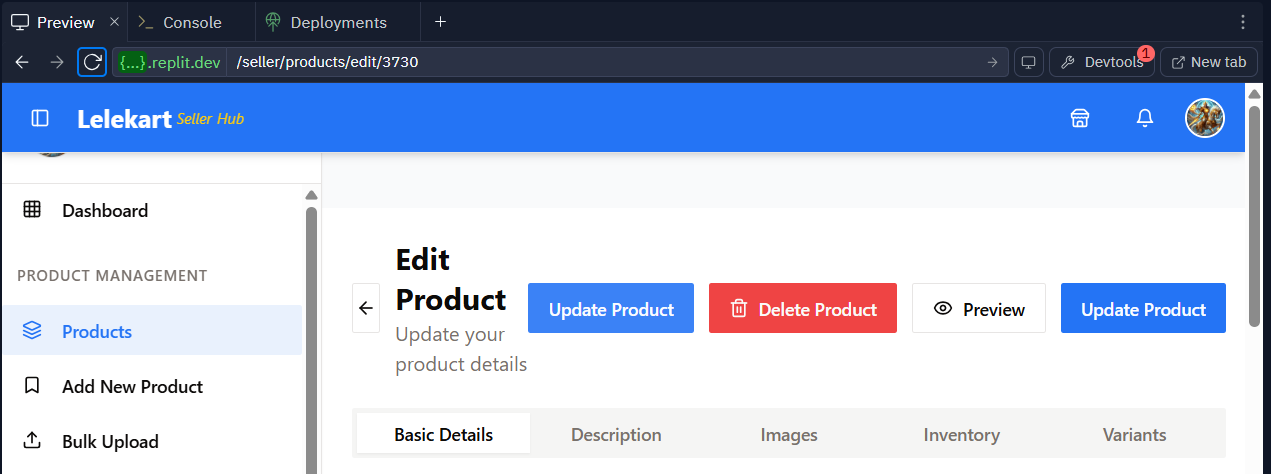 Preview
Console
Deployments
{...}.replit.dev
/seller/products/edit/3730
Devtools
1
New tab
Lelekart Seller Hub
Dashboard
PRODUCT MANAGEMENT
Products
Add New Product
Bulk Upload
Edit
Product
Update your
product details
Update Product
Delete Product
Preview
Update Product
Basic Details
Description
Images
Inventory
Variants